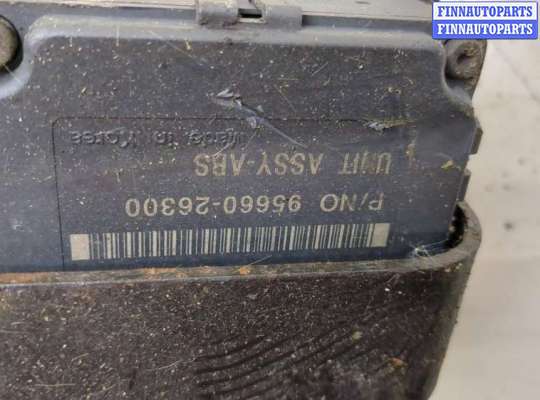 FINNAUTOPARTS
FINNAUTOPARTS
P/NO 95660-26300
UNIT ASSY-ABS
Made in Korea